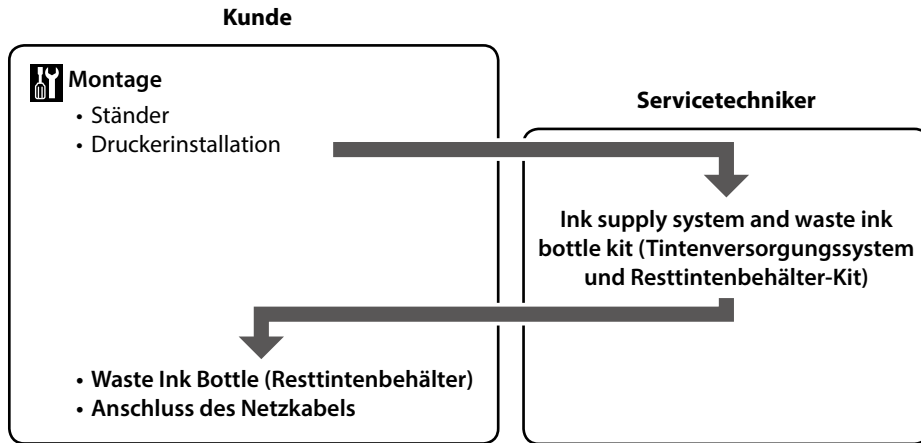 Kunde
Montage
• Ständer
• Druckerinstallation
Servicetechniker
Ink supply system and waste ink
bottle kit (Tintenversorgungssystem
und Resttintenbehälter-Kit)
• Waste Ink Bottle (Resttintenbehälter)
• Anschluss des Netzkabels